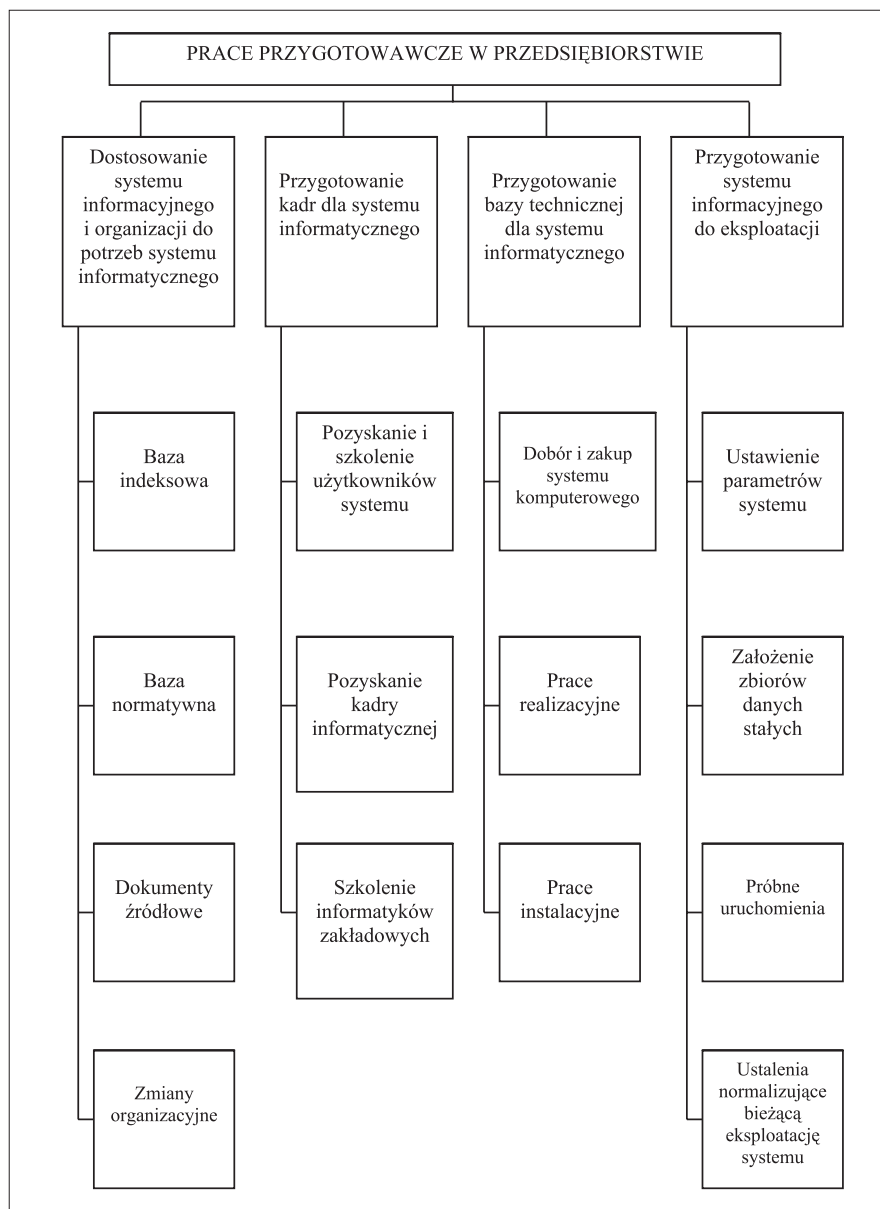 PRACE PRZYGOTOWAWCZE W PRZEDSIĘBIORSTWIE
Dostosowanie
systemu
informacyjnego
i organizacji do
potrzeb systemu
informatycznego
Przygotowanie
kadr dla systemu
informatycznego
Przygotowanie
bazy technicznej
dla systemu
informatycznego
Przygotowanie
systemu
informacyjnego
do eksploatacji
Baza
indeksowa
Pozyskanie i
szkolenie
użytkowników
systemu
Dobór i zakup
systemu
komputerowego
Ustawienie
parametrów
systemu
Baza
normatywna
Pozyskanie
kadry
informatycznej
Prace
realizacyjne
Założenie
zbiorów
danych
stałych
Dokumenty
źródłowe
Szkolenie
informatyków
zakładowych
Prace
instalacyjne
Próbne
uruchomienia
Zmiany
organizacyjne
Ustalenia
normalizujące
bieżącą
eksploatację
systemu